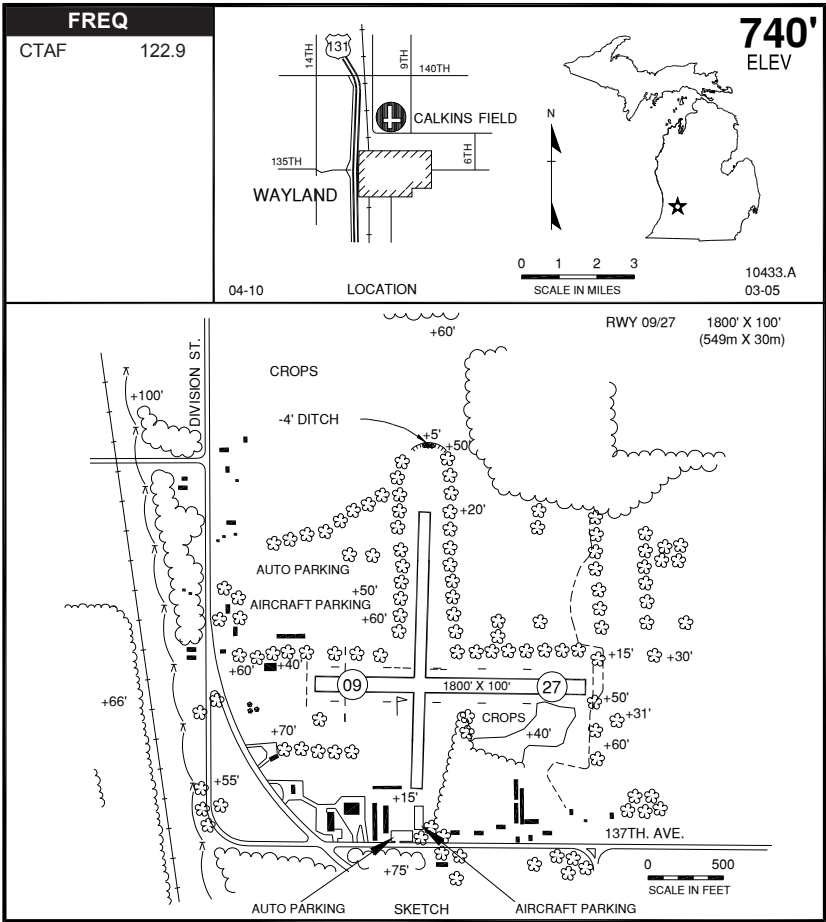 FREQ
CTAF 122.9
14TH
131
9TH
140TH
CALKINS FIELD
135TH
6TH
WAYLAND
N
740'
ELEV
0 1 2 3
SCALE IN MILES
04-10
LOCATION
10433.A
03-05
+60'
RWY 09/27 1800' X 100'
(549m X 30m)
DIVISION ST.
CROPS
+100'
-4' DITCH
+5'
+50'
+20'
AUTO PARKING
+50'
AIRCRAFT PARKING
+60'
+60'
+40'
+15'
+30'
09
1800' X 100'
27
+66'
+50'
CROPS
+31'
+70'
+40'
+60'
+55'
+15'
137TH. AVE.
+75'
0 500
SCALE IN FEET
AUTO PARKING
SKETCH
AIRCRAFT PARKING